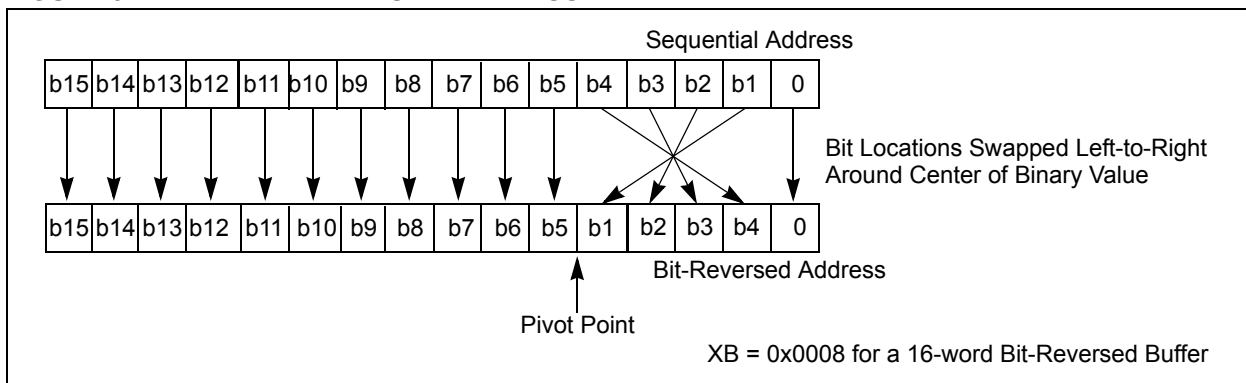 Sequential Address
b15 b14 b13 b12 b11 b10 b9 b8 b7 b6 b5 b4 b3 b2 b1 0
Bit Locations Swapped Left-to-Right
Around Center of Binary Value
b15 b14 b13 b12 b11 b10 b9 b8 b7 b6 b5 b1 b2 b3 b4 0
Bit-Reversed Address
Pivot Point
XB = 0x0008 for a 16-word Bit-Reversed Buffer